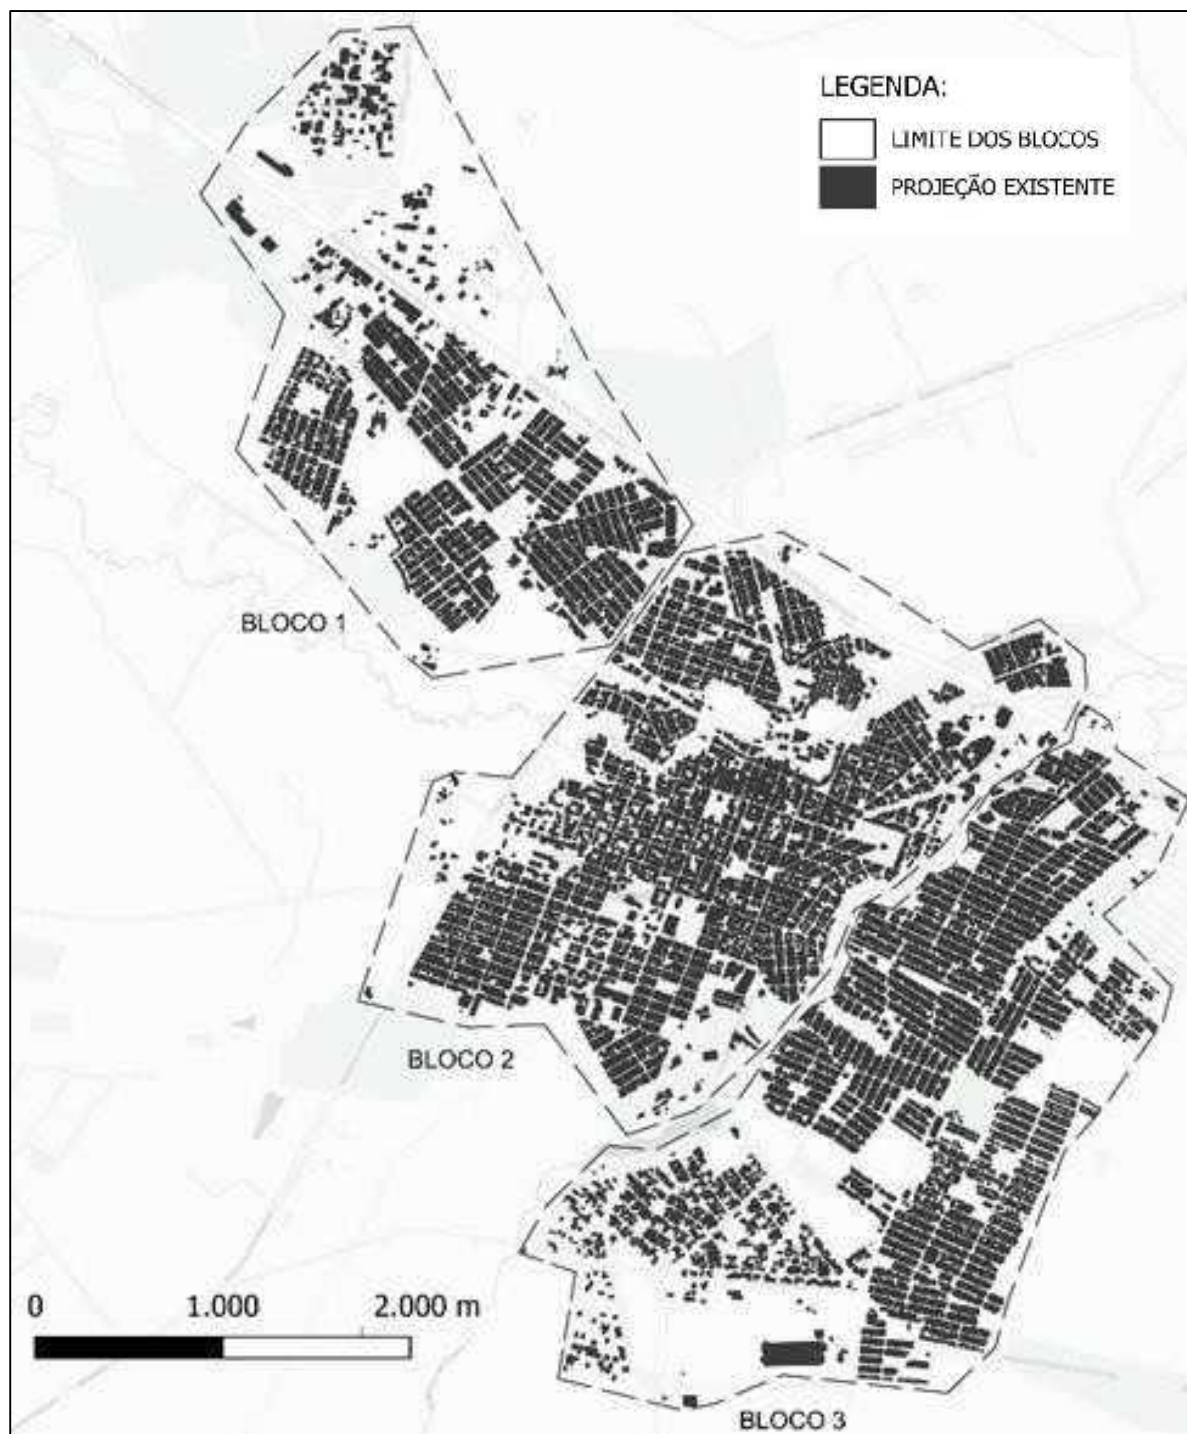 LEGENDA:
LIMITE DOS BLOCOS
PROJEÇÃO EXISTENTE
BLOCO 1
BLOCO 2
0 1.000 2.000 m
BLOCO 3